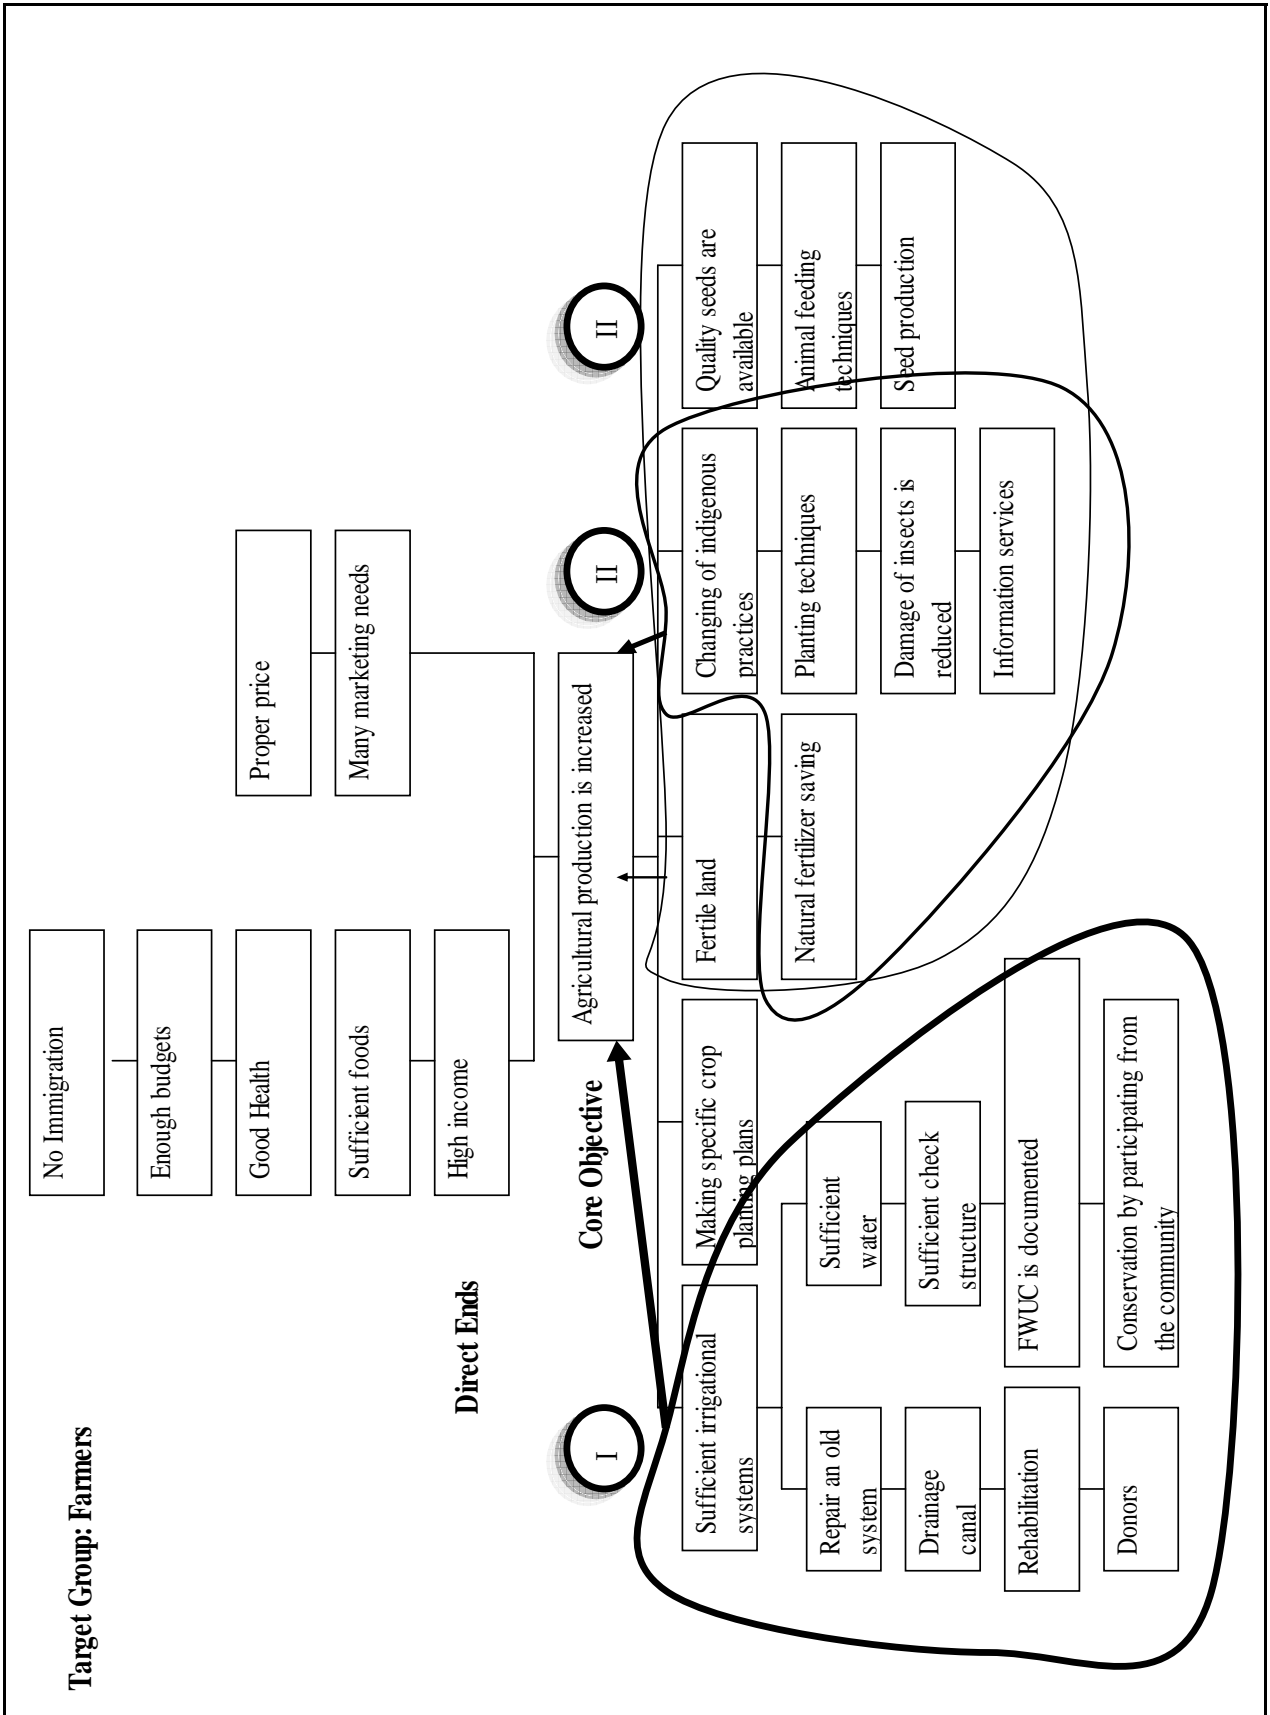 Target Group: Farmers
No Immigration
Enough budgets
Good Health
Sufficient foods
High income
Direct Ends
Proper price
Many marketing needs
Core Objective
Agricultural production is increased
I
II
II
Sufficient irrigational
systems
Making specific crop
planting plans
Fertile land
Changing of indigenous
practices
Quality seeds are
available
Repair an old
system
Sufficient
water
Natural fertilizer saving
Planting techniques
Animal feeding
techniques
Drainage
canal
Sufficient check
structure
Damage of insects is
reduced
Seed production
Rehabilitation
FWUC is documented
Information services
Donors
Conservation by participating from
the community